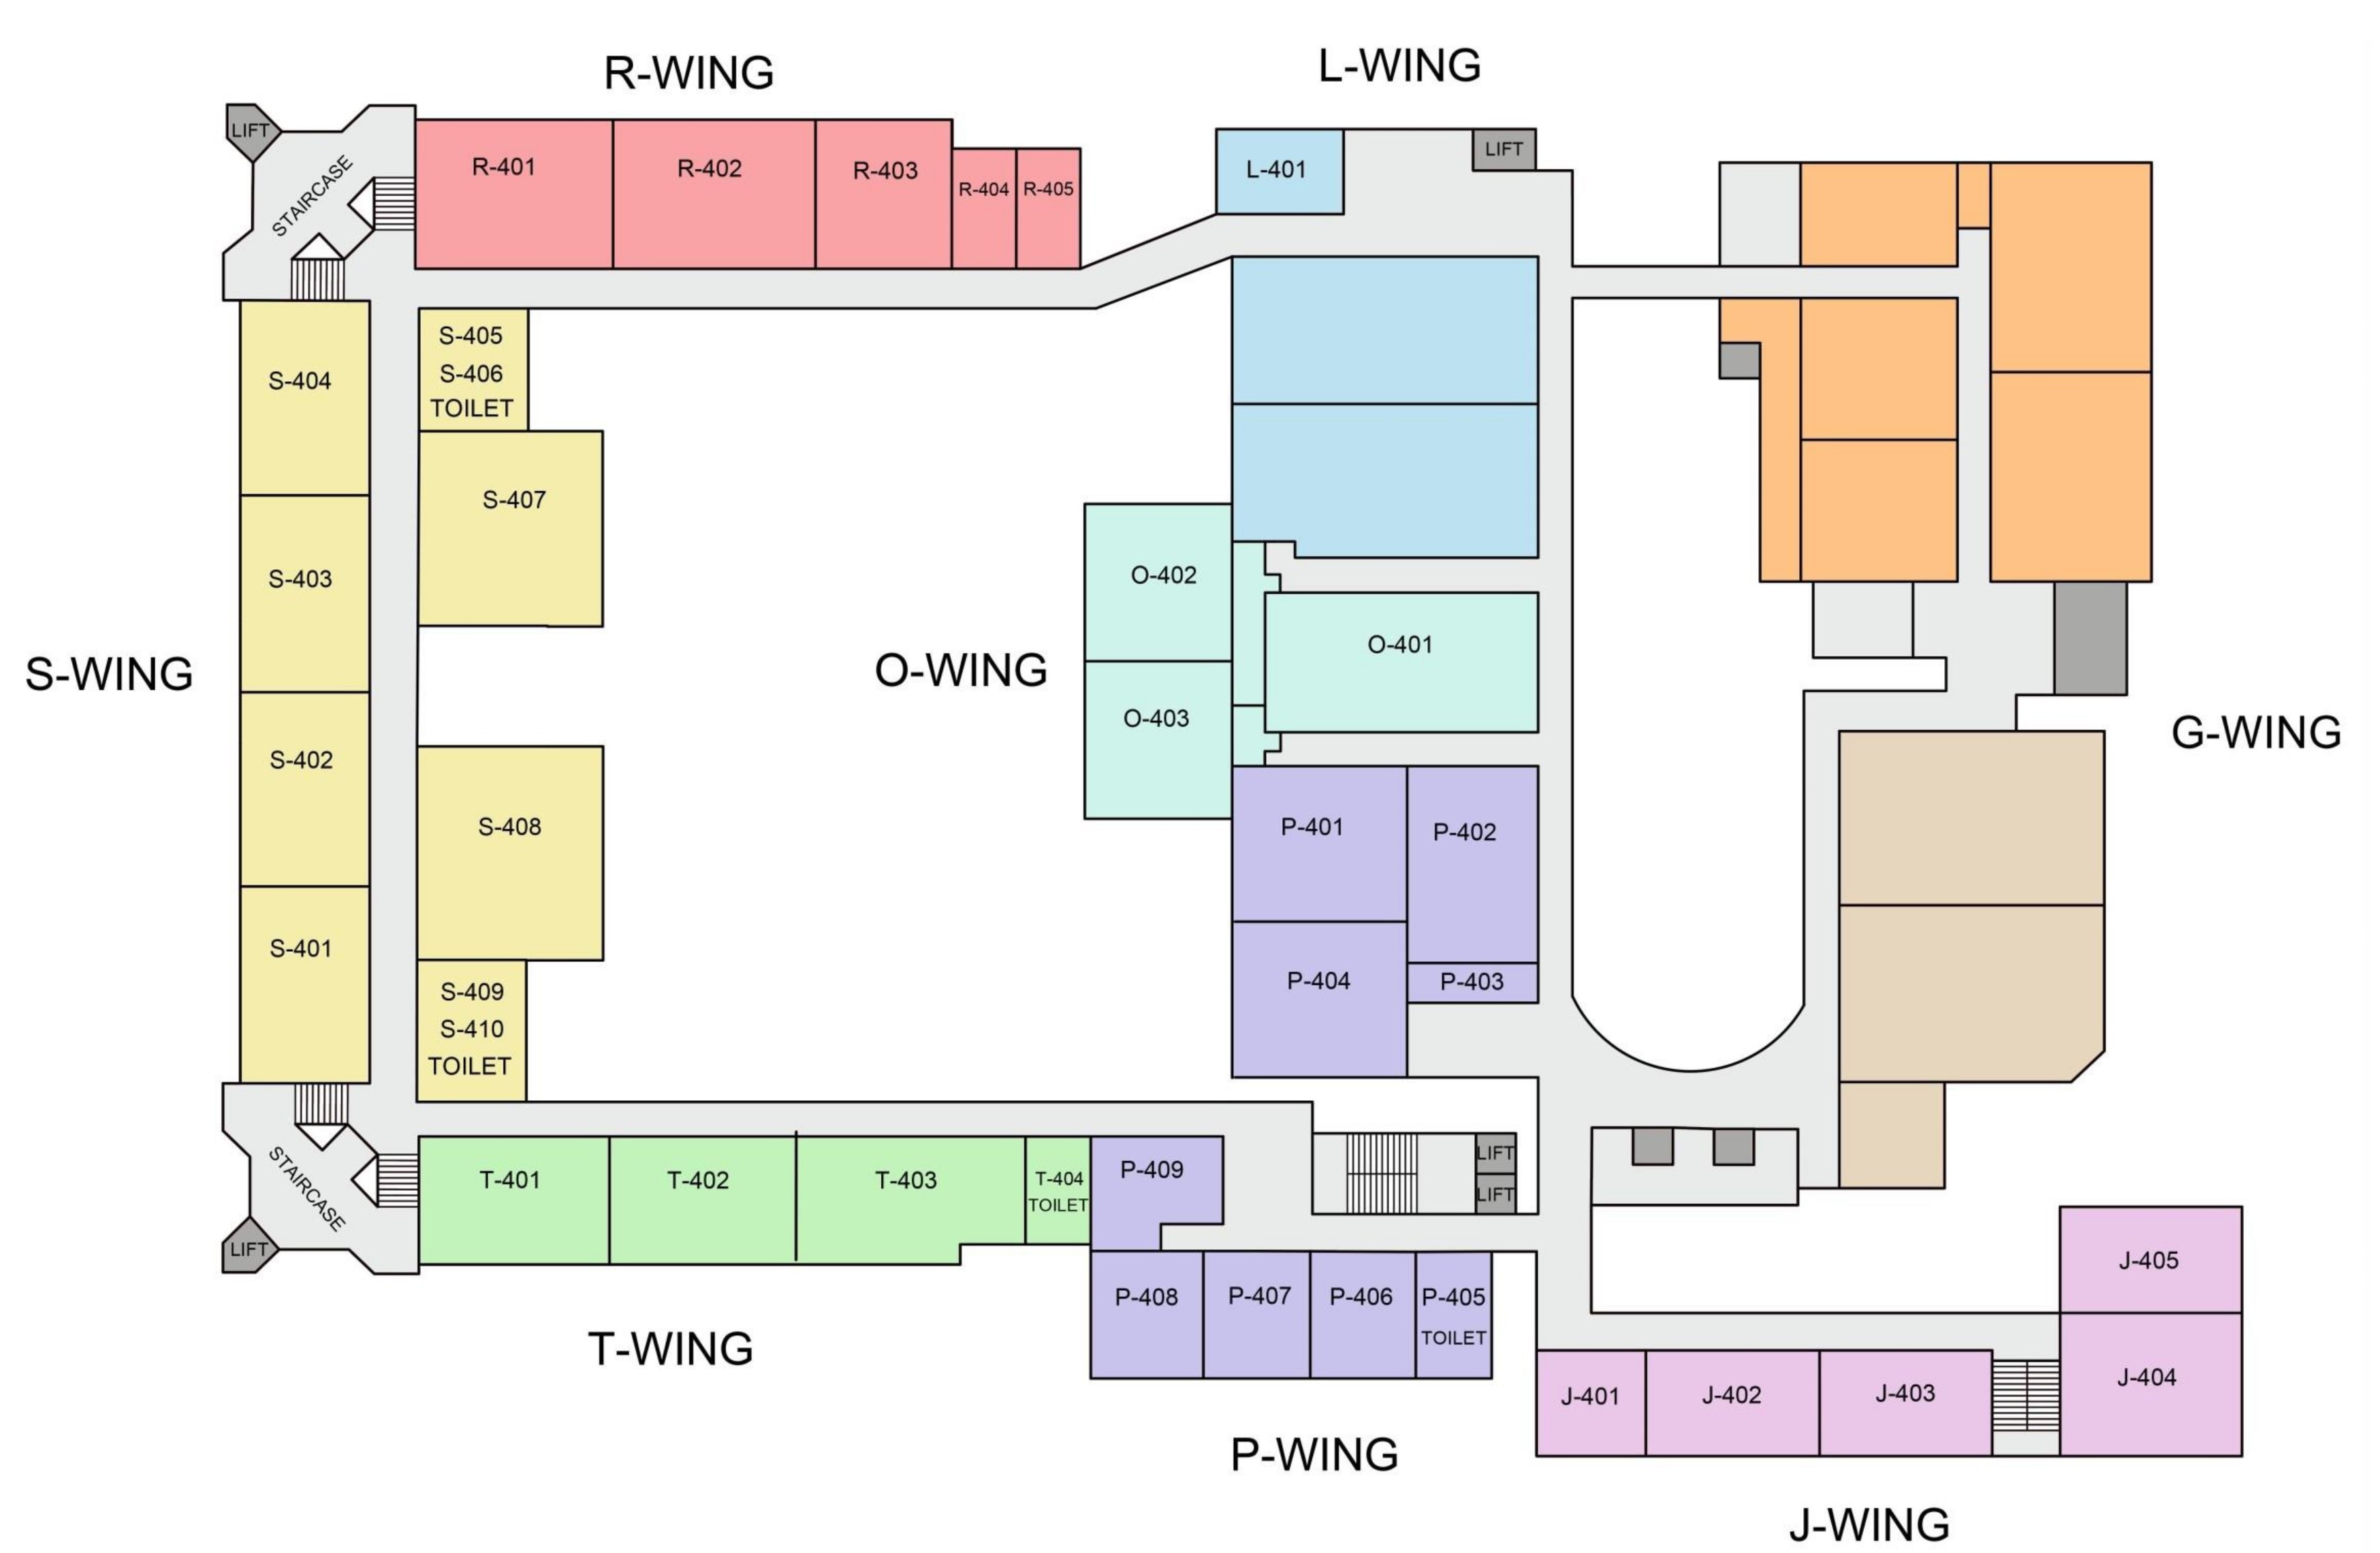 R-WING
L-WING
LIFT
STAIRCASE
R-401
R-402
R-403
R-404
R-405
L-401
LIFT
S-405
S-406
TOILET
S-404
S-407
S-403
S-WING
S-402
S-408
S-401
S-409
S-410
TOILET
O-WING
O-402
O-401
O-403
G-WING
P-401
P-402
P-404
P-403
STAIRCASE
LIFT
T-401
T-402
T-403
T-404
TOILET
P-409
LIFT
LIFT
P-408
P-407
P-406
P-405
TOILET
T-WING
P-WING
J-405
J-401
J-402
J-403
J-404
J-WING